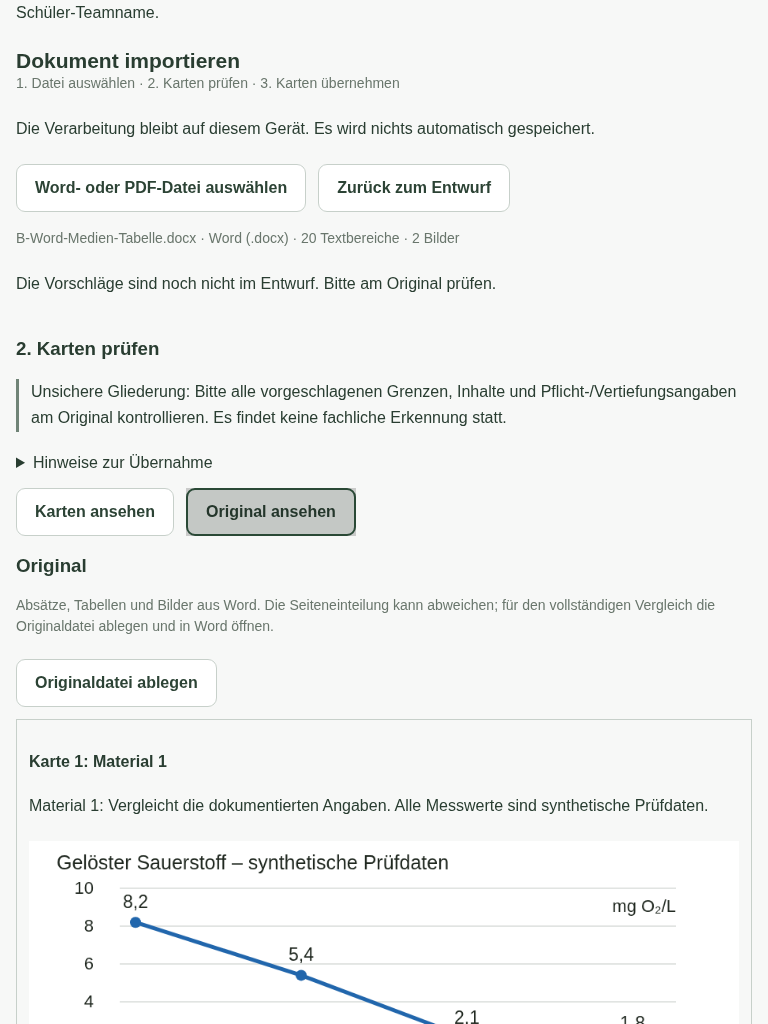 Schüler-Teamname.
Dokument importieren
1. Datei auswählen · 2. Karten prüfen · 3. Karten übernehmen
Die Verarbeitung bleibt auf diesem Gerät. Es wird nichts automatisch gespeichert.
Word- oder PDF-Datei auswählen
Zurück zum Entwurf
B-Word-Medien-Tabelle.docx · Word (.docx) · 20 Textbereiche · 2 Bilder
Die Vorschläge sind noch nicht im Entwurf. Bitte am Original prüfen.
2. Karten prüfen
Unsichere Gliederung: Bitte alle vorgeschlagenen Grenzen, Inhalte und Pflicht-/Vertiefungsangaben
am Original kontrollieren. Es findet keine fachliche Erkennung statt.
Hinweise zur Übernahme
Karten ansehen
Original ansehen
Original
Absätze, Tabellen und Bilder aus Word. Die Seiteneinteilung kann abweichen; für den vollständigen Vergleich die
Originaldatei ablegen und in Word öffnen.
Originaldatei ablegen
Karte 1: Material 1
Material 1: Vergleicht die dokumentierten Angaben. Alle Messwerte sind synthetische Prüfdaten.
Gelöster Sauerstoff – synthetische Prüfdaten
10
8,2
mg O₂/L
8
5,4
6
4
2,1
1,8